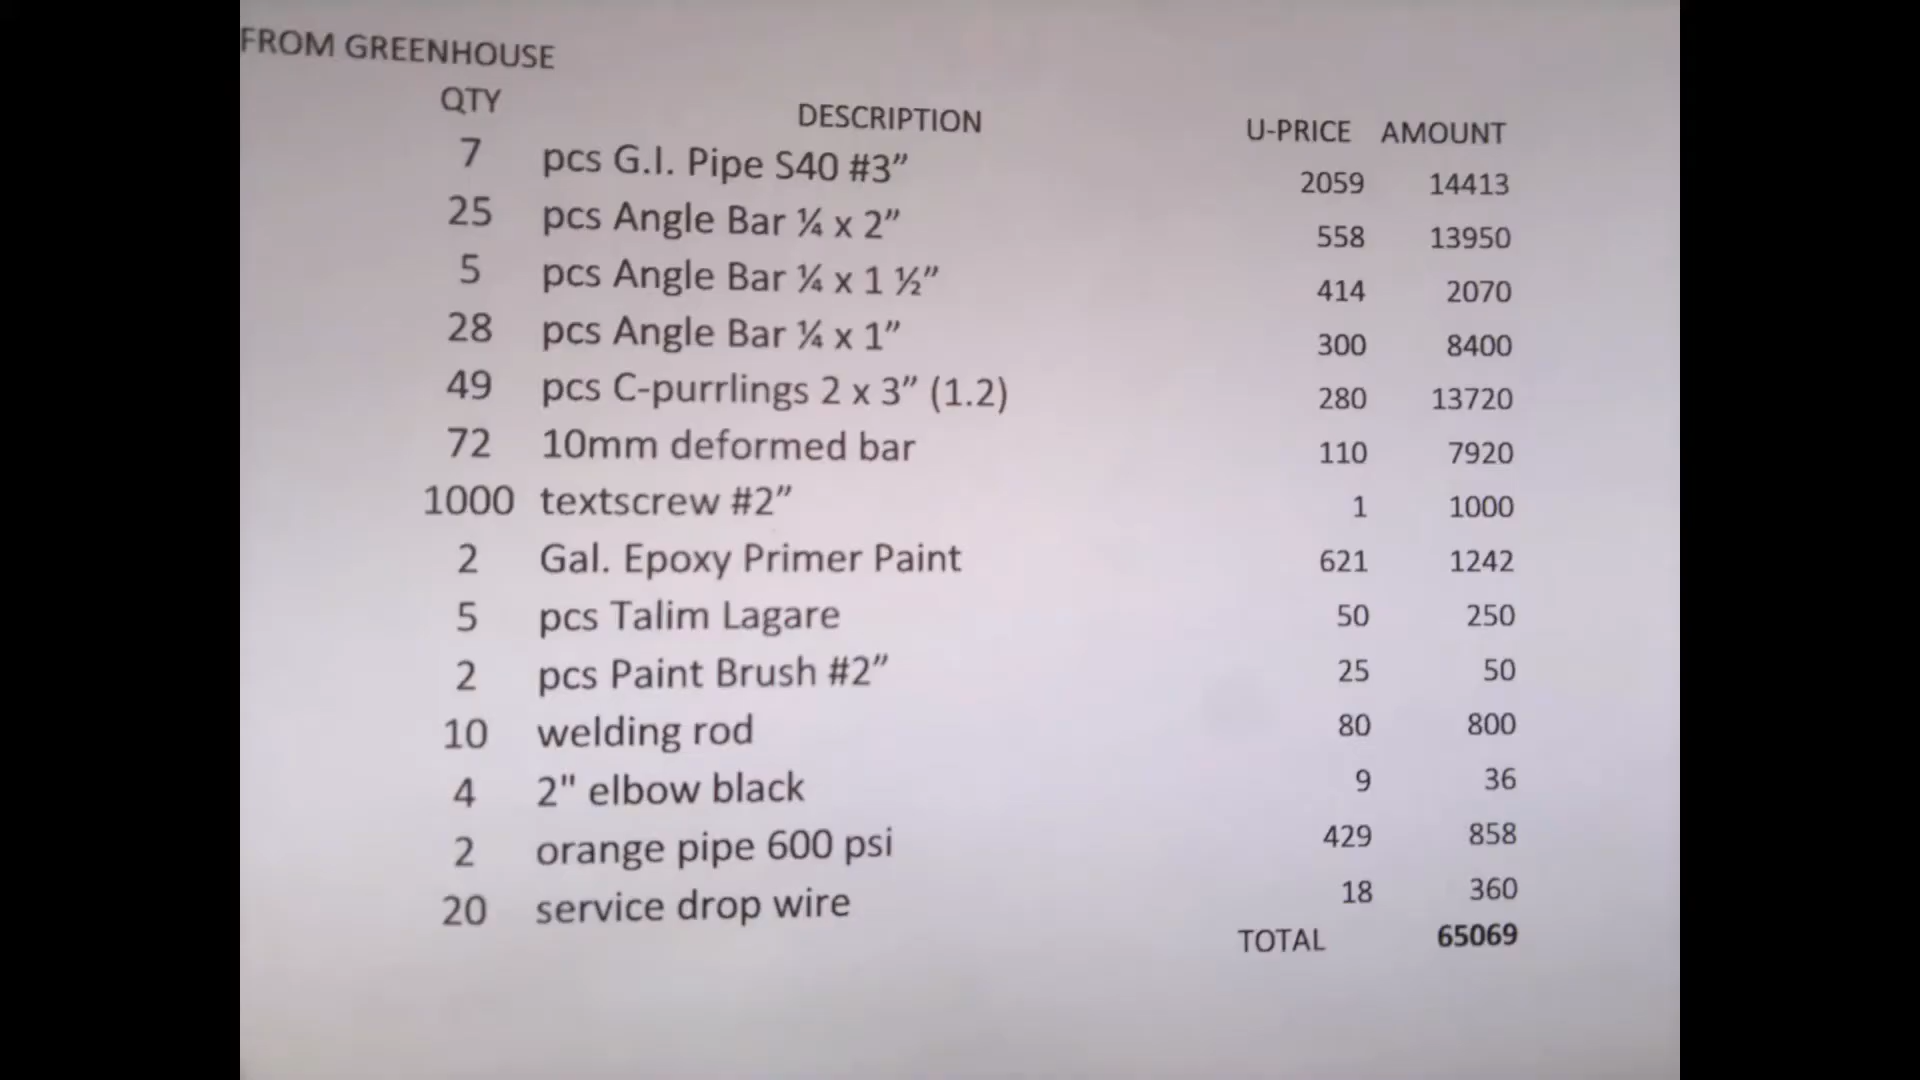 FROM GREENHOUSE
QTY DESCRIPTION U-PRICE AMOUNT
7 pcs G.I. Pipe S40 #3” 2059 14413
25 pcs Angle Bar ¼ x 2” 558 13950
5 pcs Angle Bar ¼ x 1 ½” 414 2070
28 pcs Angle Bar ¼ x 1” 300 8400
49 pcs C-purrlings 2 x 3” (1.2) 280 13720
72 10mm deformed bar 110 7920
1000 textscrew #2” 1 1000
2 Gal. Epoxy Primer Paint 621 1242
5 pcs Talim Lagare 50 250
2 pcs Paint Brush #2” 25 50
10 welding rod 80 800
4 2" elbow black 9 36
2 orange pipe 600 psi 429 858
20 service drop wire 18 360
TOTAL 65069